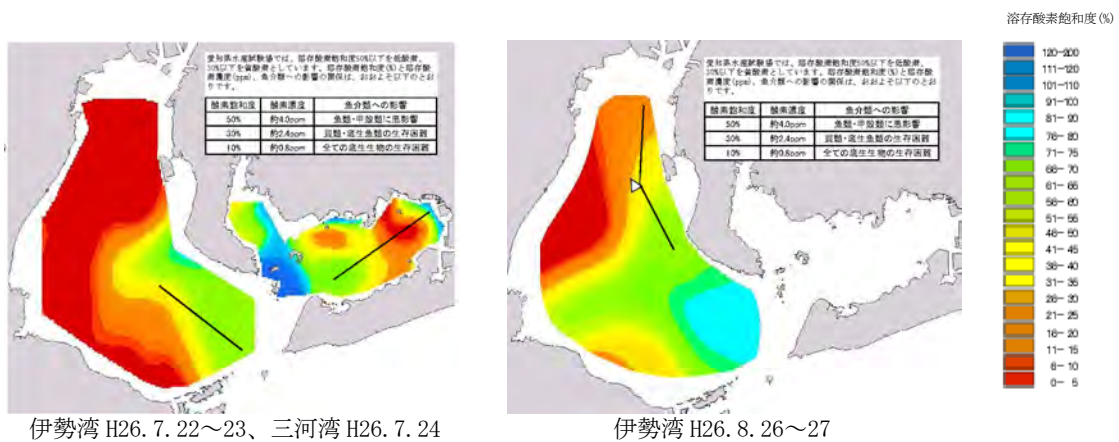 溶存酸素飽和度(%)
愛知県水産試験場では、溶存酸素飽和度50%以下を低酸素、
30%以下を貧酸素としています。溶存酸素飽和度(%)と溶存酸
素濃度(ppm)、魚介類への影響の関係は、おおよそ以下のとお
りです。
酸素飽和度 酸素濃度 魚介類への影響
50% 約4.0ppm 魚類・甲殻類に悪影響
30% 約2.4ppm 貝類・底生魚類の生存困難
10% 約0.8ppm 全ての底生生物の生存困難
愛知県水産試験場では、溶存酸素飽和度50%以下を低酸素、
30%以下を貧酸素としています。溶存酸素飽和度(%)と溶存酸
素濃度(ppm)、魚介類への影響の関係は、おおよそ以下のとお
りです。
酸素飽和度 酸素濃度 魚介類への影響
50% 約4.0ppm 魚類・甲殻類に悪影響
30% 約2.4ppm 貝類・底生魚類の生存困難
10% 約0.8ppm 全ての底生生物の生存困難
120-200
111-120
101-110
91-100
81-90
76-80
71-75
66-70
61-65
56-60
51-55
46-50
41-45
36-40
31-35
26-30
21-25
16-20
11-15
6-10
0-5
伊勢湾 H26.7.22～23、三河湾 H26.7.24
伊勢湾 H26.8.26～27